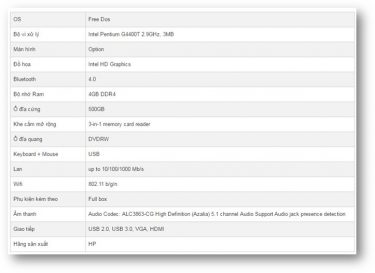 OS Free Dos
Bộ vi xử lý Intel Pentium G4400T 2.9GHz, 3MB
Màn hình Option
Đồ họa Intel HD Graphics
Bluetooth 4.0
Bộ nhớ Ram 4GB DDR4
Ổ đĩa cứng 500GB
Khe cắm mở rộng 3-in-1 memory card reader
Ổ đĩa quang DVDRW
Keyboard + Mouse USB
Lan up to 10/100/1000 Mb/s
Wifi 802.11 b/g/n
Phụ kiện kèm theo Full box
Âm thanh Audio Codec: ALC3863-CG High Definition (Azalia) 5.1 channel Audio Support Audio jack presence detection
Giao tiếp USB 2.0, USB 3.0, VGA, HDMI
Hãng sản xuất HP